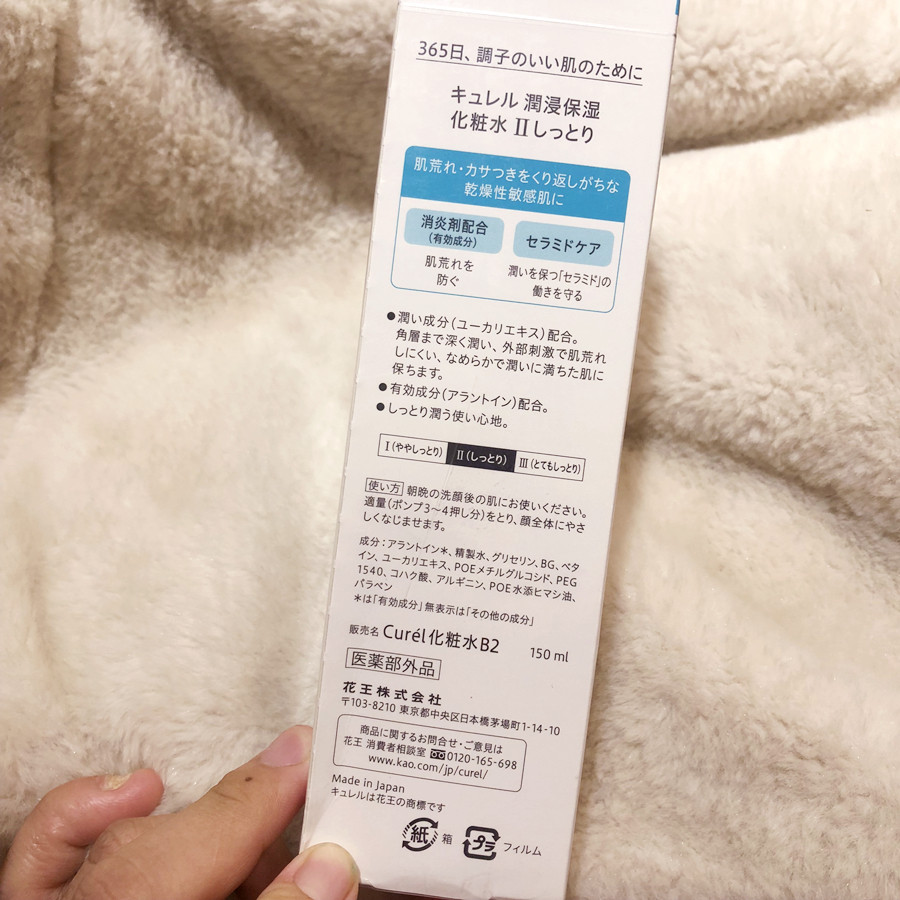 365日、調子のいい肌のために
キュレル 潤浸保湿
化粧水 II しっとり
肌荒れ・カサつきをくり返しがちな
乾燥性敏感肌に
消炎剤配合
(有効成分)
肌荒れを
防ぐ
セラミドケア
潤いを保つ「セラミド」の
働きを守る
●潤い成分(ユーカリエキス)配合。
角層まで深く潤い、外部刺激で肌荒れ
しにくい、なめらかで潤いに満ちた肌に
保ちます。
●有効成分(アラントイン)配合。
●しっとり潤う使い心地。
I(ややしっとり) II(しっとり) III(とてもしっとり)
使い方 朝晩の洗顔後の肌にお使いください。
適量(ポンプ3〜4押し分)をとり、顔全体にやさ
しくなじませます。
成分:アラントイン*、精製水、グリセリン、BG、ベタ
イン、ユーカリエキス、POEメチルグルコシド、PEG
1540、コハク酸、アルギニン、POE水添ヒマシ油、
パラベン
*は「有効成分」無表示は「その他の成分」
販売名 Curél化粧水B2 150 ml
医薬部外品
花王株式会社
〒103-8210 東京都中央区日本橋茅場町1-14-10
商品に関するお問合せ・ご意見は
花王 消費者相談室 0120-165-698
www.kao.com/jp/curel/
Made in Japan
キュレルは花王の商標です
紙 箱 プラ フィルム